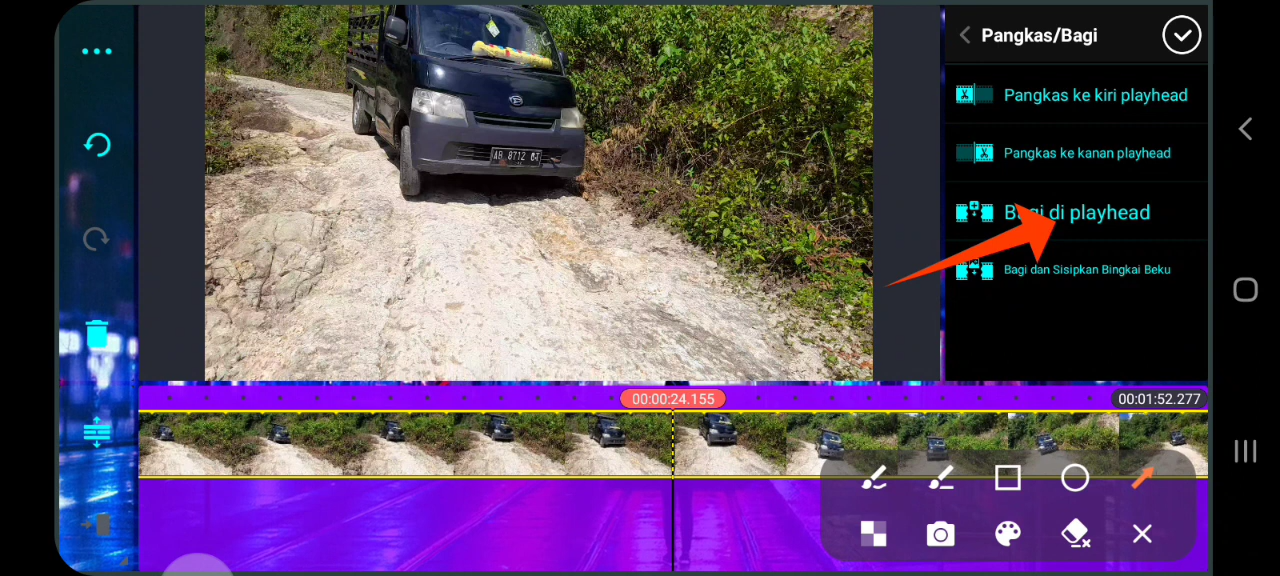 Pangkas/Bagi
Pangkas ke kiri playhead
Pangkas ke kanan playhead
Bagi di playhead
Bagi dan Sisipkan Bingkai Beku
00:00:24.155
00:01:52.277
AB 8712